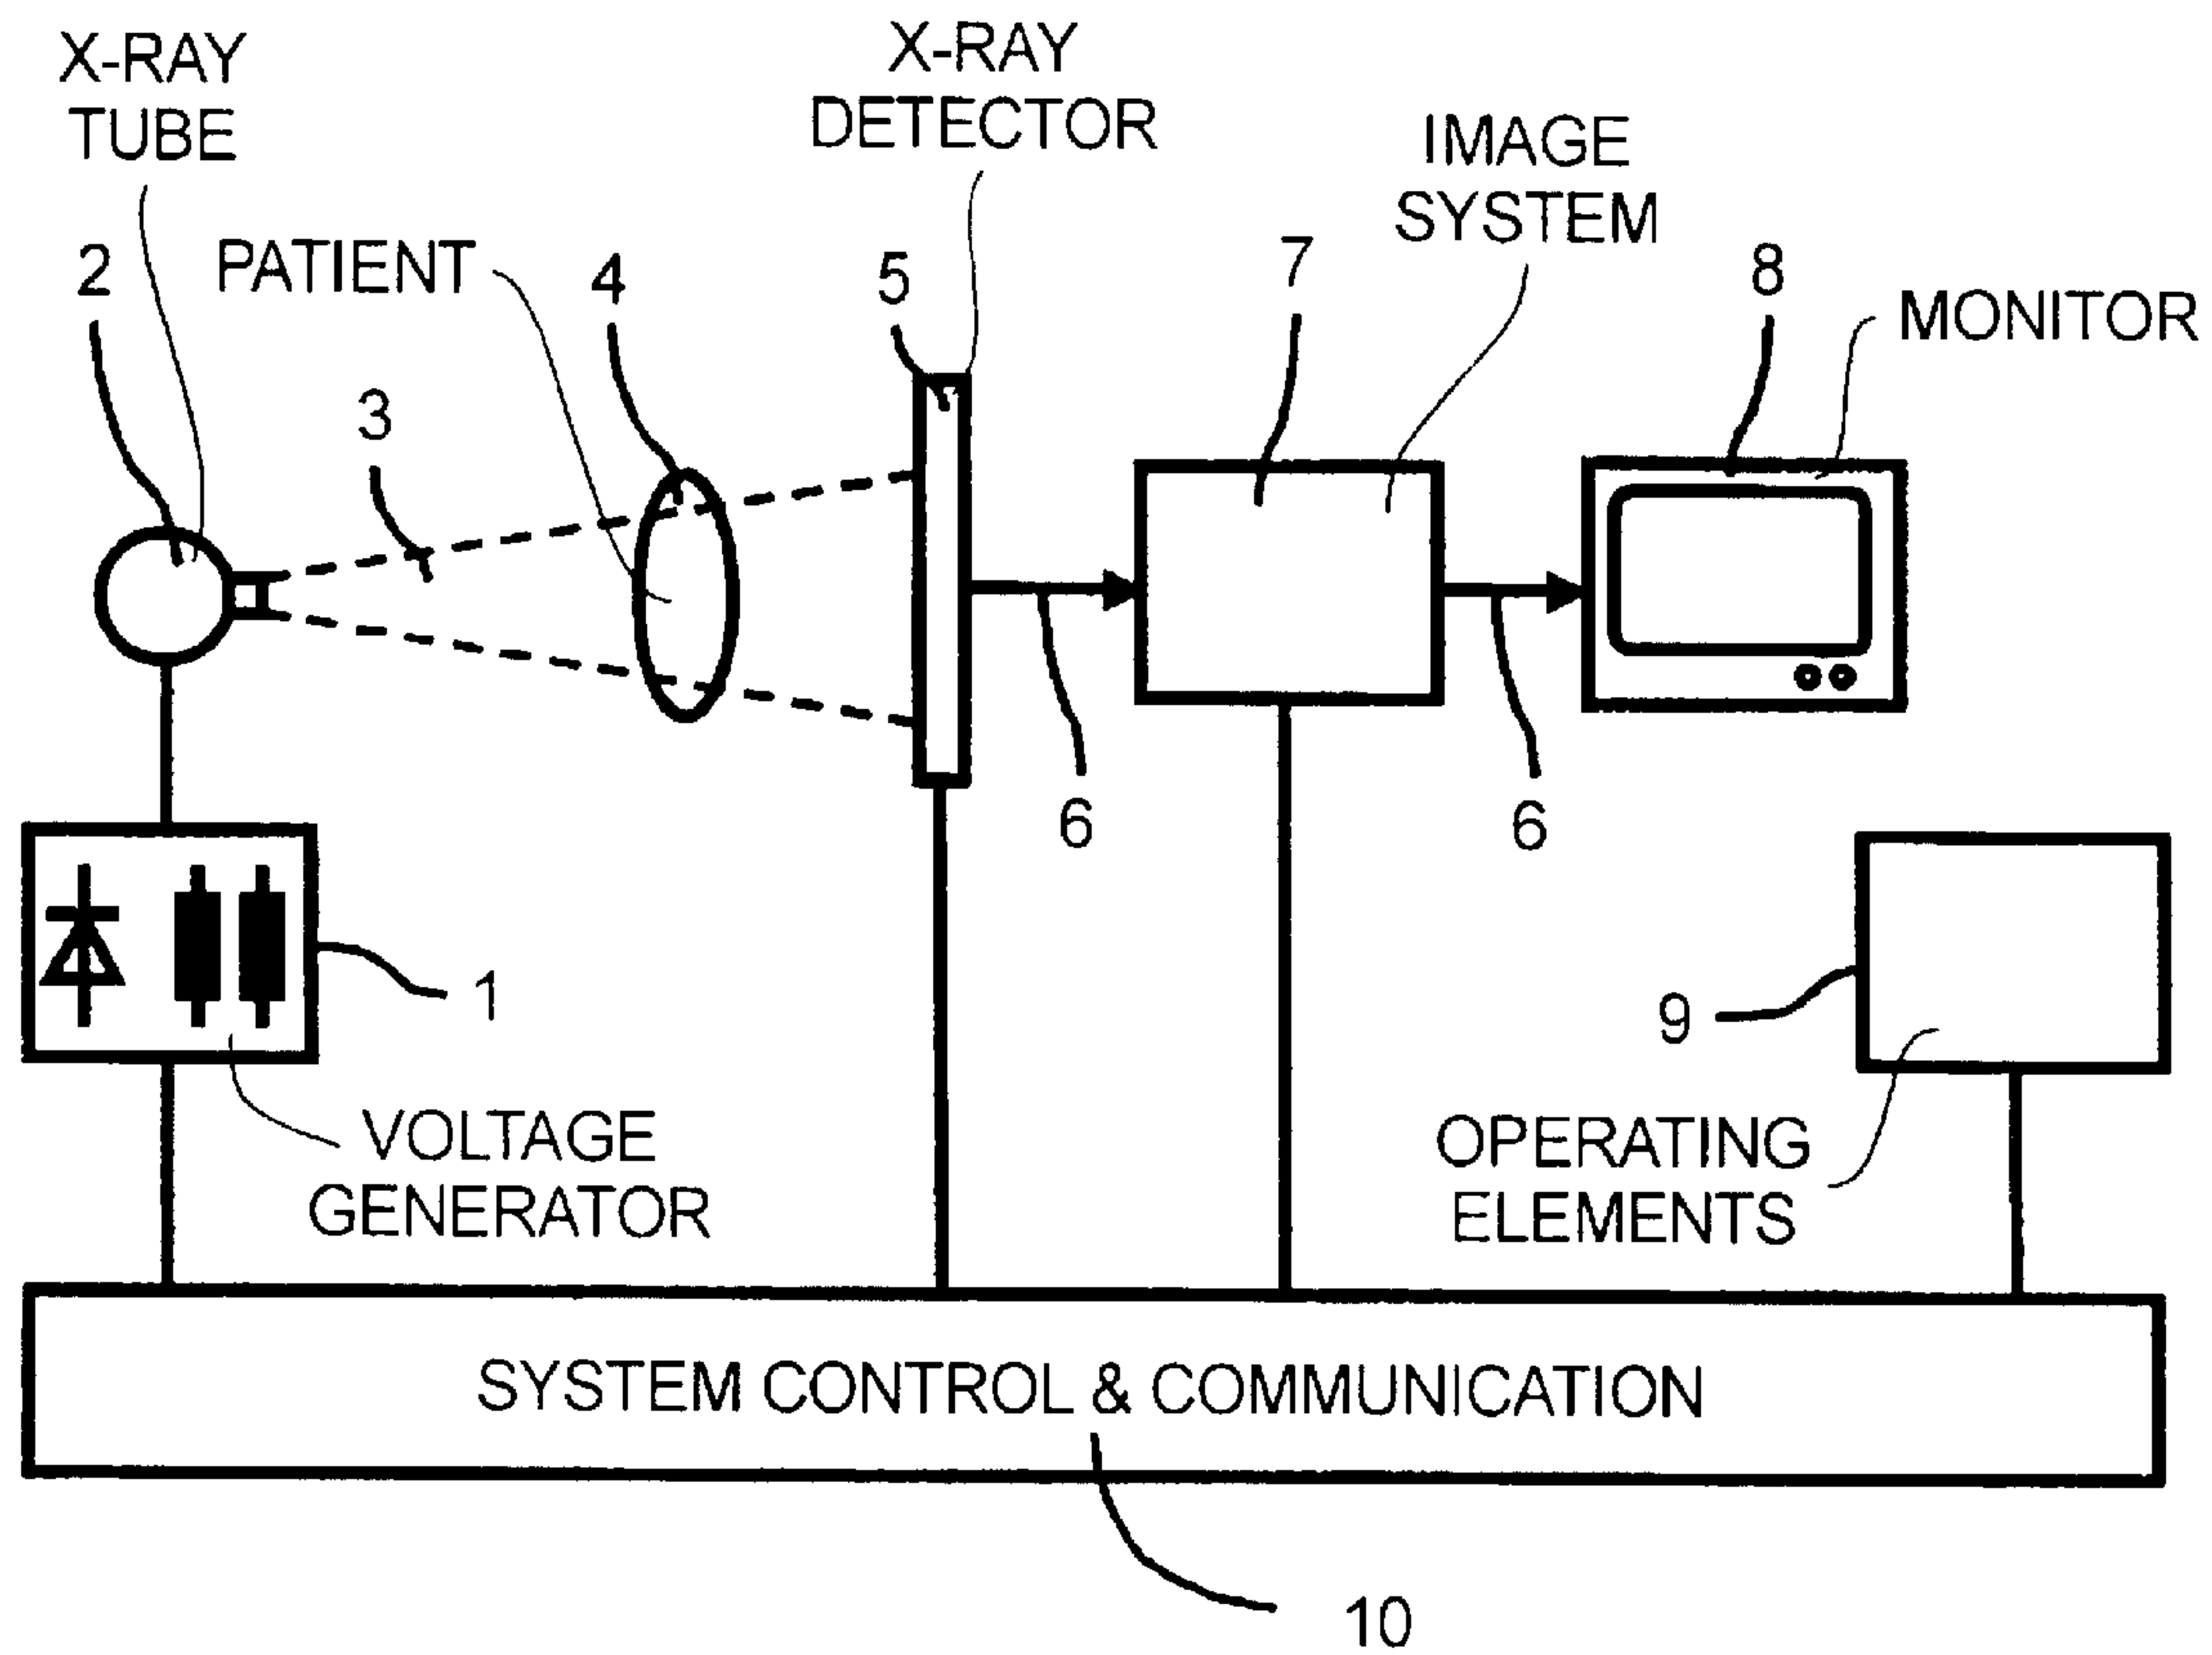 X-RAY
TUBE
X-RAY
DETECTOR
IMAGE
SYSTEM
2
PATIENT
4
5
7
8
MONITOR
3
6
6
1
9
VOLTAGE
GENERATOR
OPERATING
ELEMENTS
SYSTEM CONTROL & COMMUNICATION
10